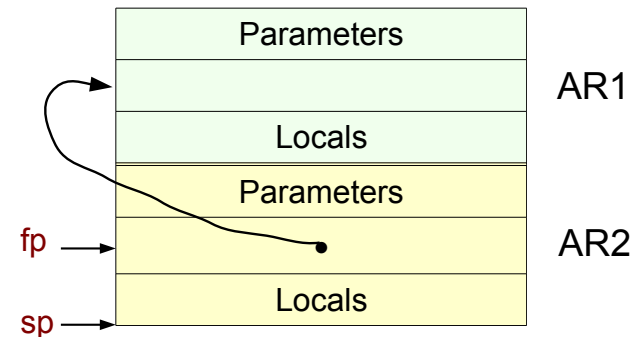 Parameters
AR1
Locals
Parameters
fp
AR2
Locals
sp